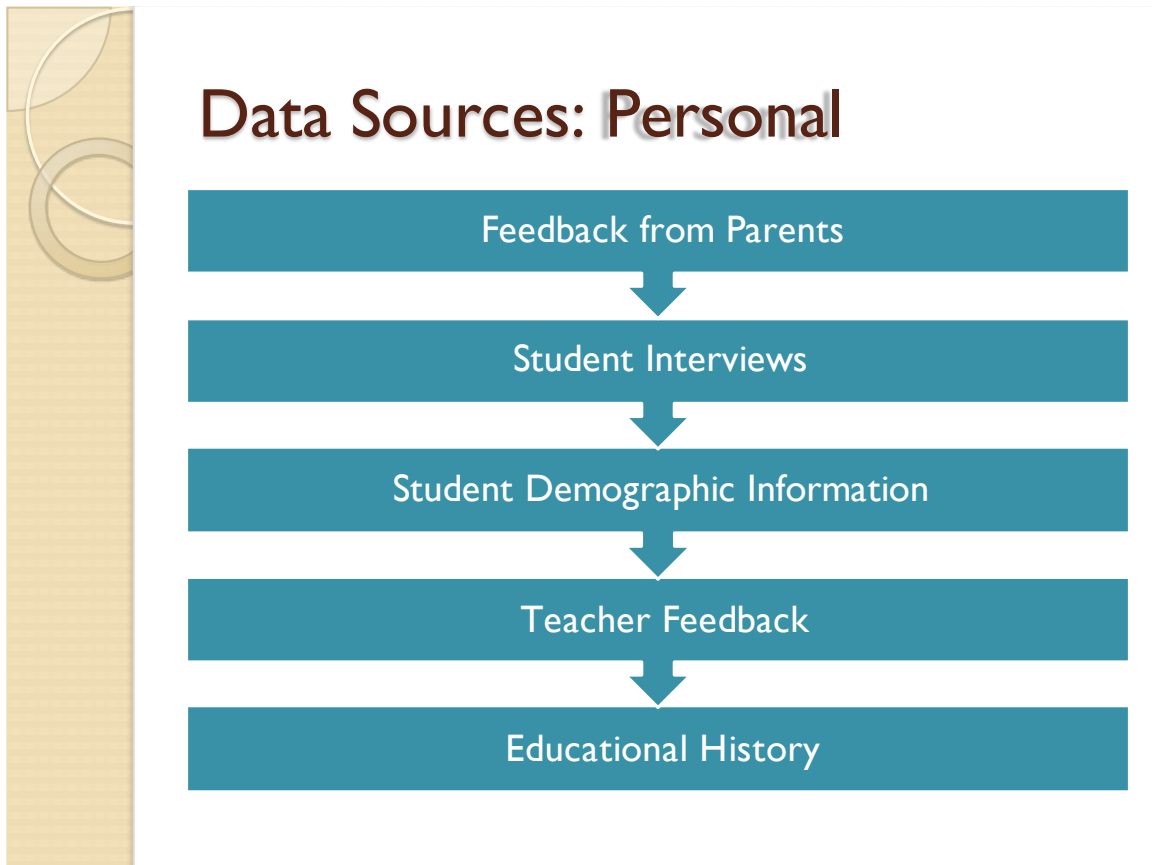 Data Sources: Personal
Feedback from Parents
Student Interviews
Student Demographic Information
Teacher Feedback
Educational History